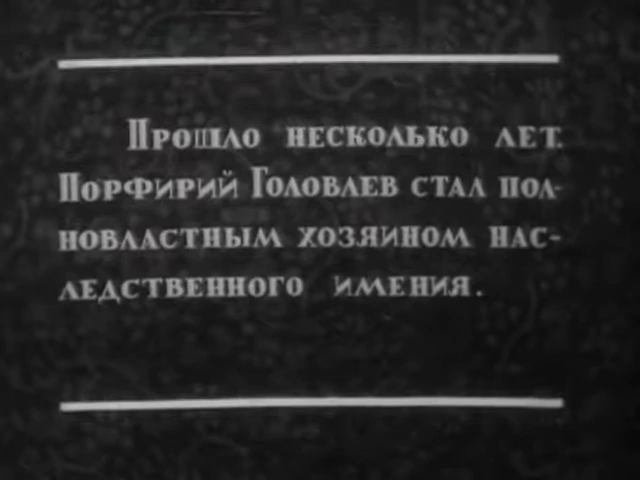 Прошло несколько лет.
Порфирий Головлев стал пол-
новластным хозяином нас-
ледственного имения.